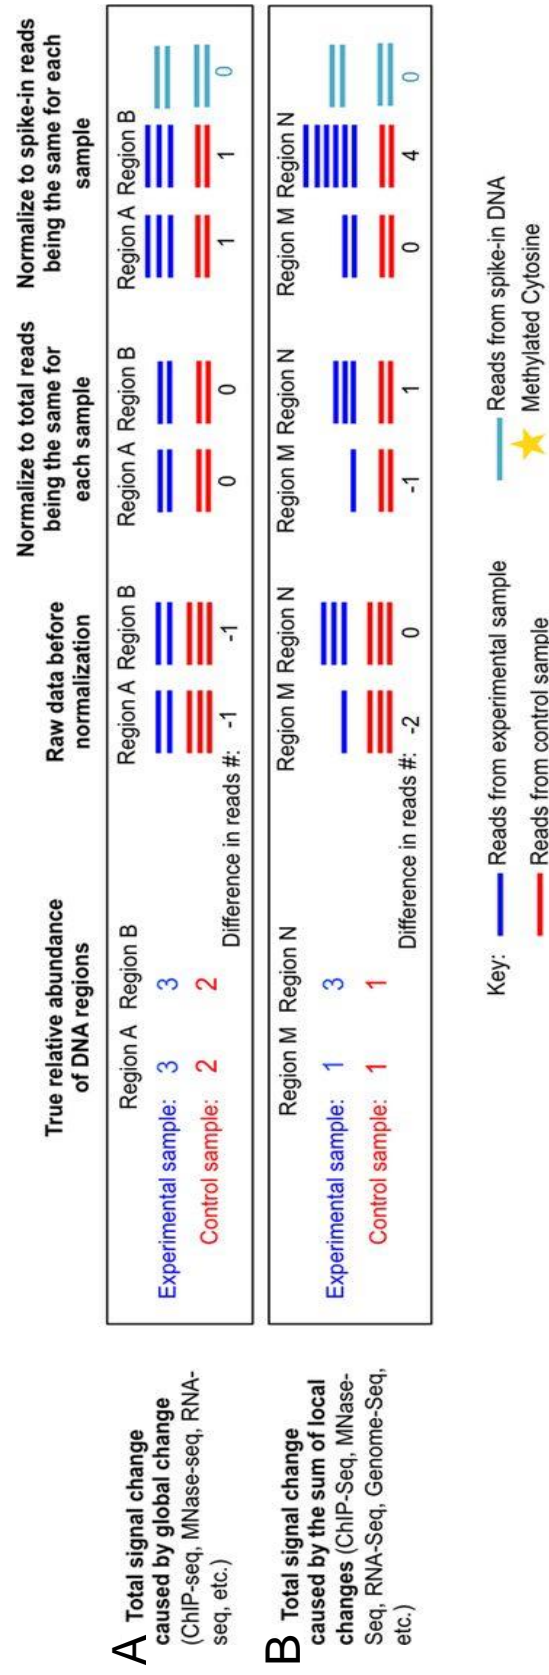 True relative abundance
of DNA regions
Raw data before
normalization
Normalize to total reads
being the same for
each sample
Normalize to spike-in reads
being the same for each
sample
A
Total signal change
caused by global change
(ChIP-seq, MNase-seq, RNA-
seq, etc.)
Region A Region B
Experimental sample: 3 3
Control sample: 2 2
Difference in reads #:
Region A Region B
-1 -1
Region A Region B
0 0
Region A Region B
1 1 0
B
Total signal change
caused by the sum of local
changes (ChIP-Seq, MNase-
Seq, RNA-Seq, Genome-Seq,
etc.)
Region M Region N
Experimental sample: 1 3
Control sample: 1 1
Difference in reads #:
Region M Region N
-2 0
Region M Region N
-1 1
Region M Region N
0 4 0
Key:
Reads from experimental sample
Reads from control sample
Reads from spike-in DNA
Methylated Cytosine